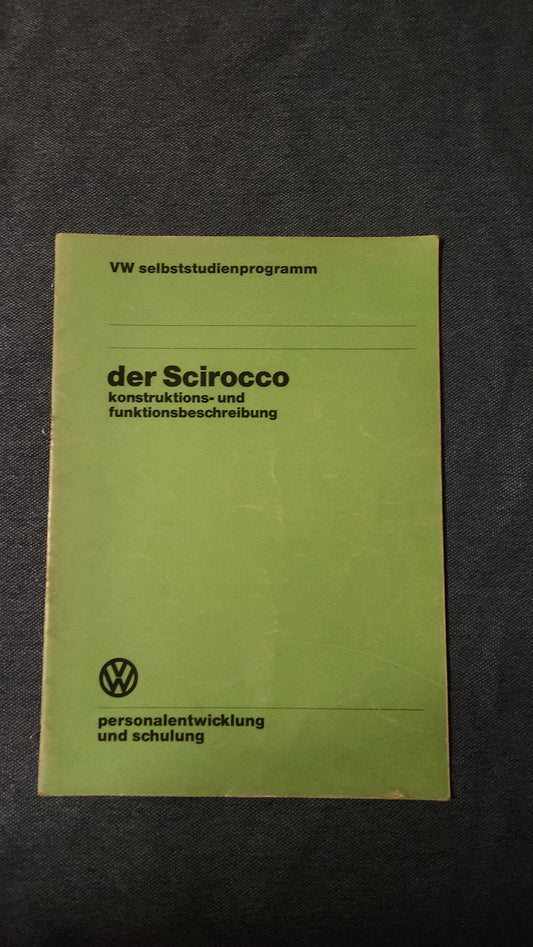 VW selbststudienprogramm
der Scirocco
konstruktions- und
funktionsbeschreibung
VW
personalentwicklung
und schulung